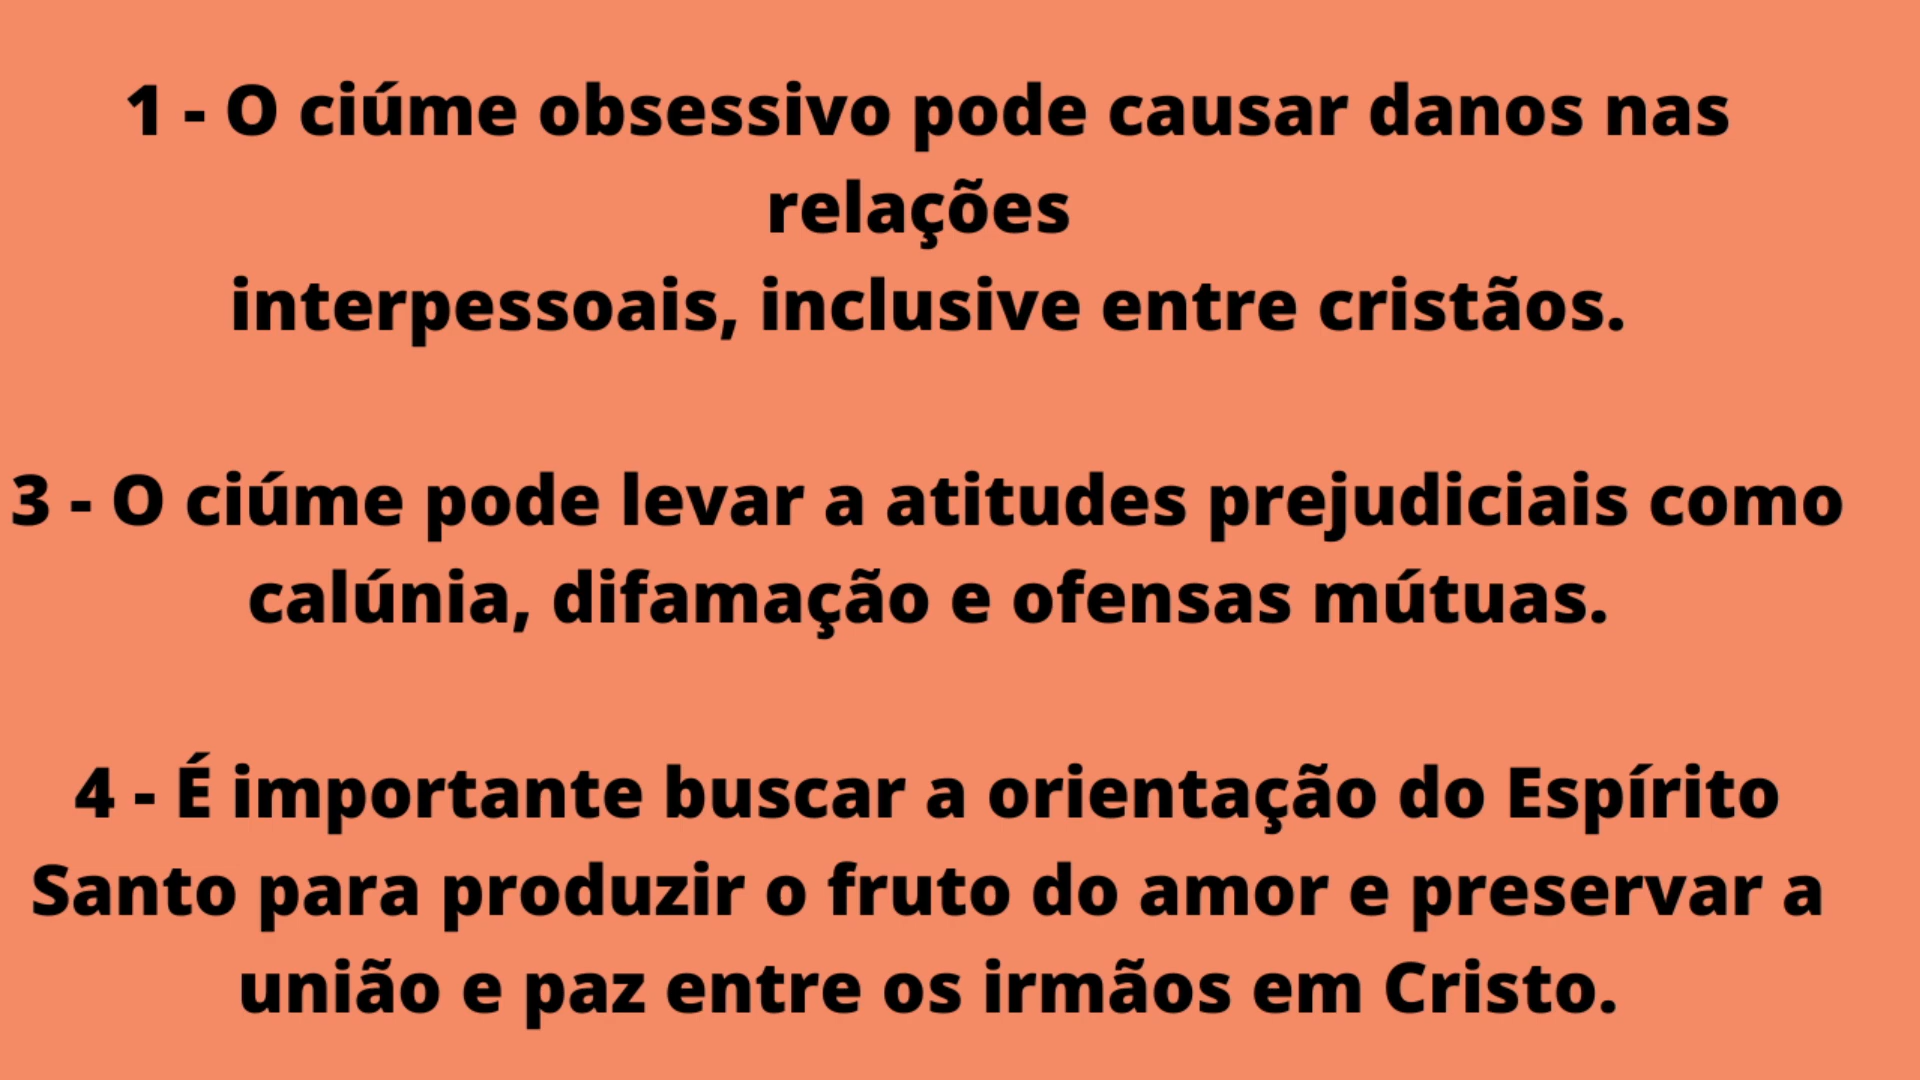 1 - O ciúme obsessivo pode causar danos nas
relações
interpessoais, inclusive entre cristãos.
3 - O ciúme pode levar a atitudes prejudiciais como
calúnia, difamação e ofensas mútuas.
4 - É importante buscar a orientação do Espírito
Santo para produzir o fruto do amor e preservar a
união e paz entre os irmãos em Cristo.